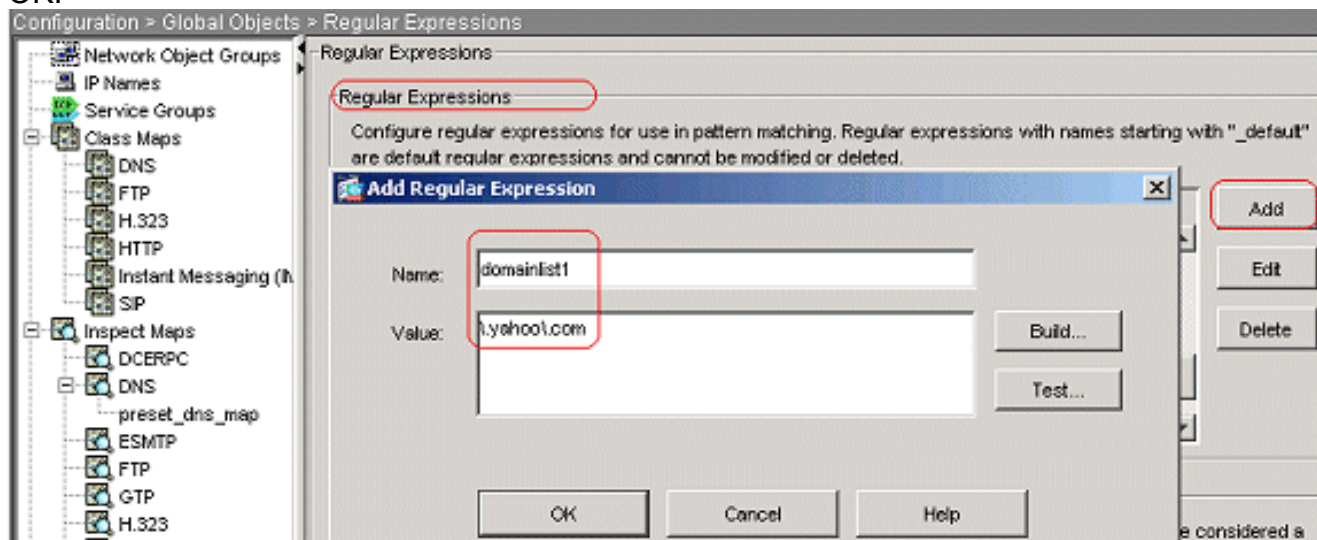 Configuration > Global Objects > Regular Expressions
Network Object Groups
IP Names
Service Groups
Class Maps
DNS
FTP
H.323
HTTP
Instant Messaging (IM
SIP
Inspect Maps
DCERPC
DNS
preset_dns_map
ESMTP
FTP
GTP
H.323
Regular Expressions
Regular Expressions
Configure regular expressions for use in pattern matching. Regular expressions with names starting with "_default"
are default regular expressions and cannot be modified or deleted.
Add Regular Expression
Name: domainlist1
Value: \.yahoo\.com
Build...
Test...
OK
Cancel
Help
Add
Edit
Delete
e considered a